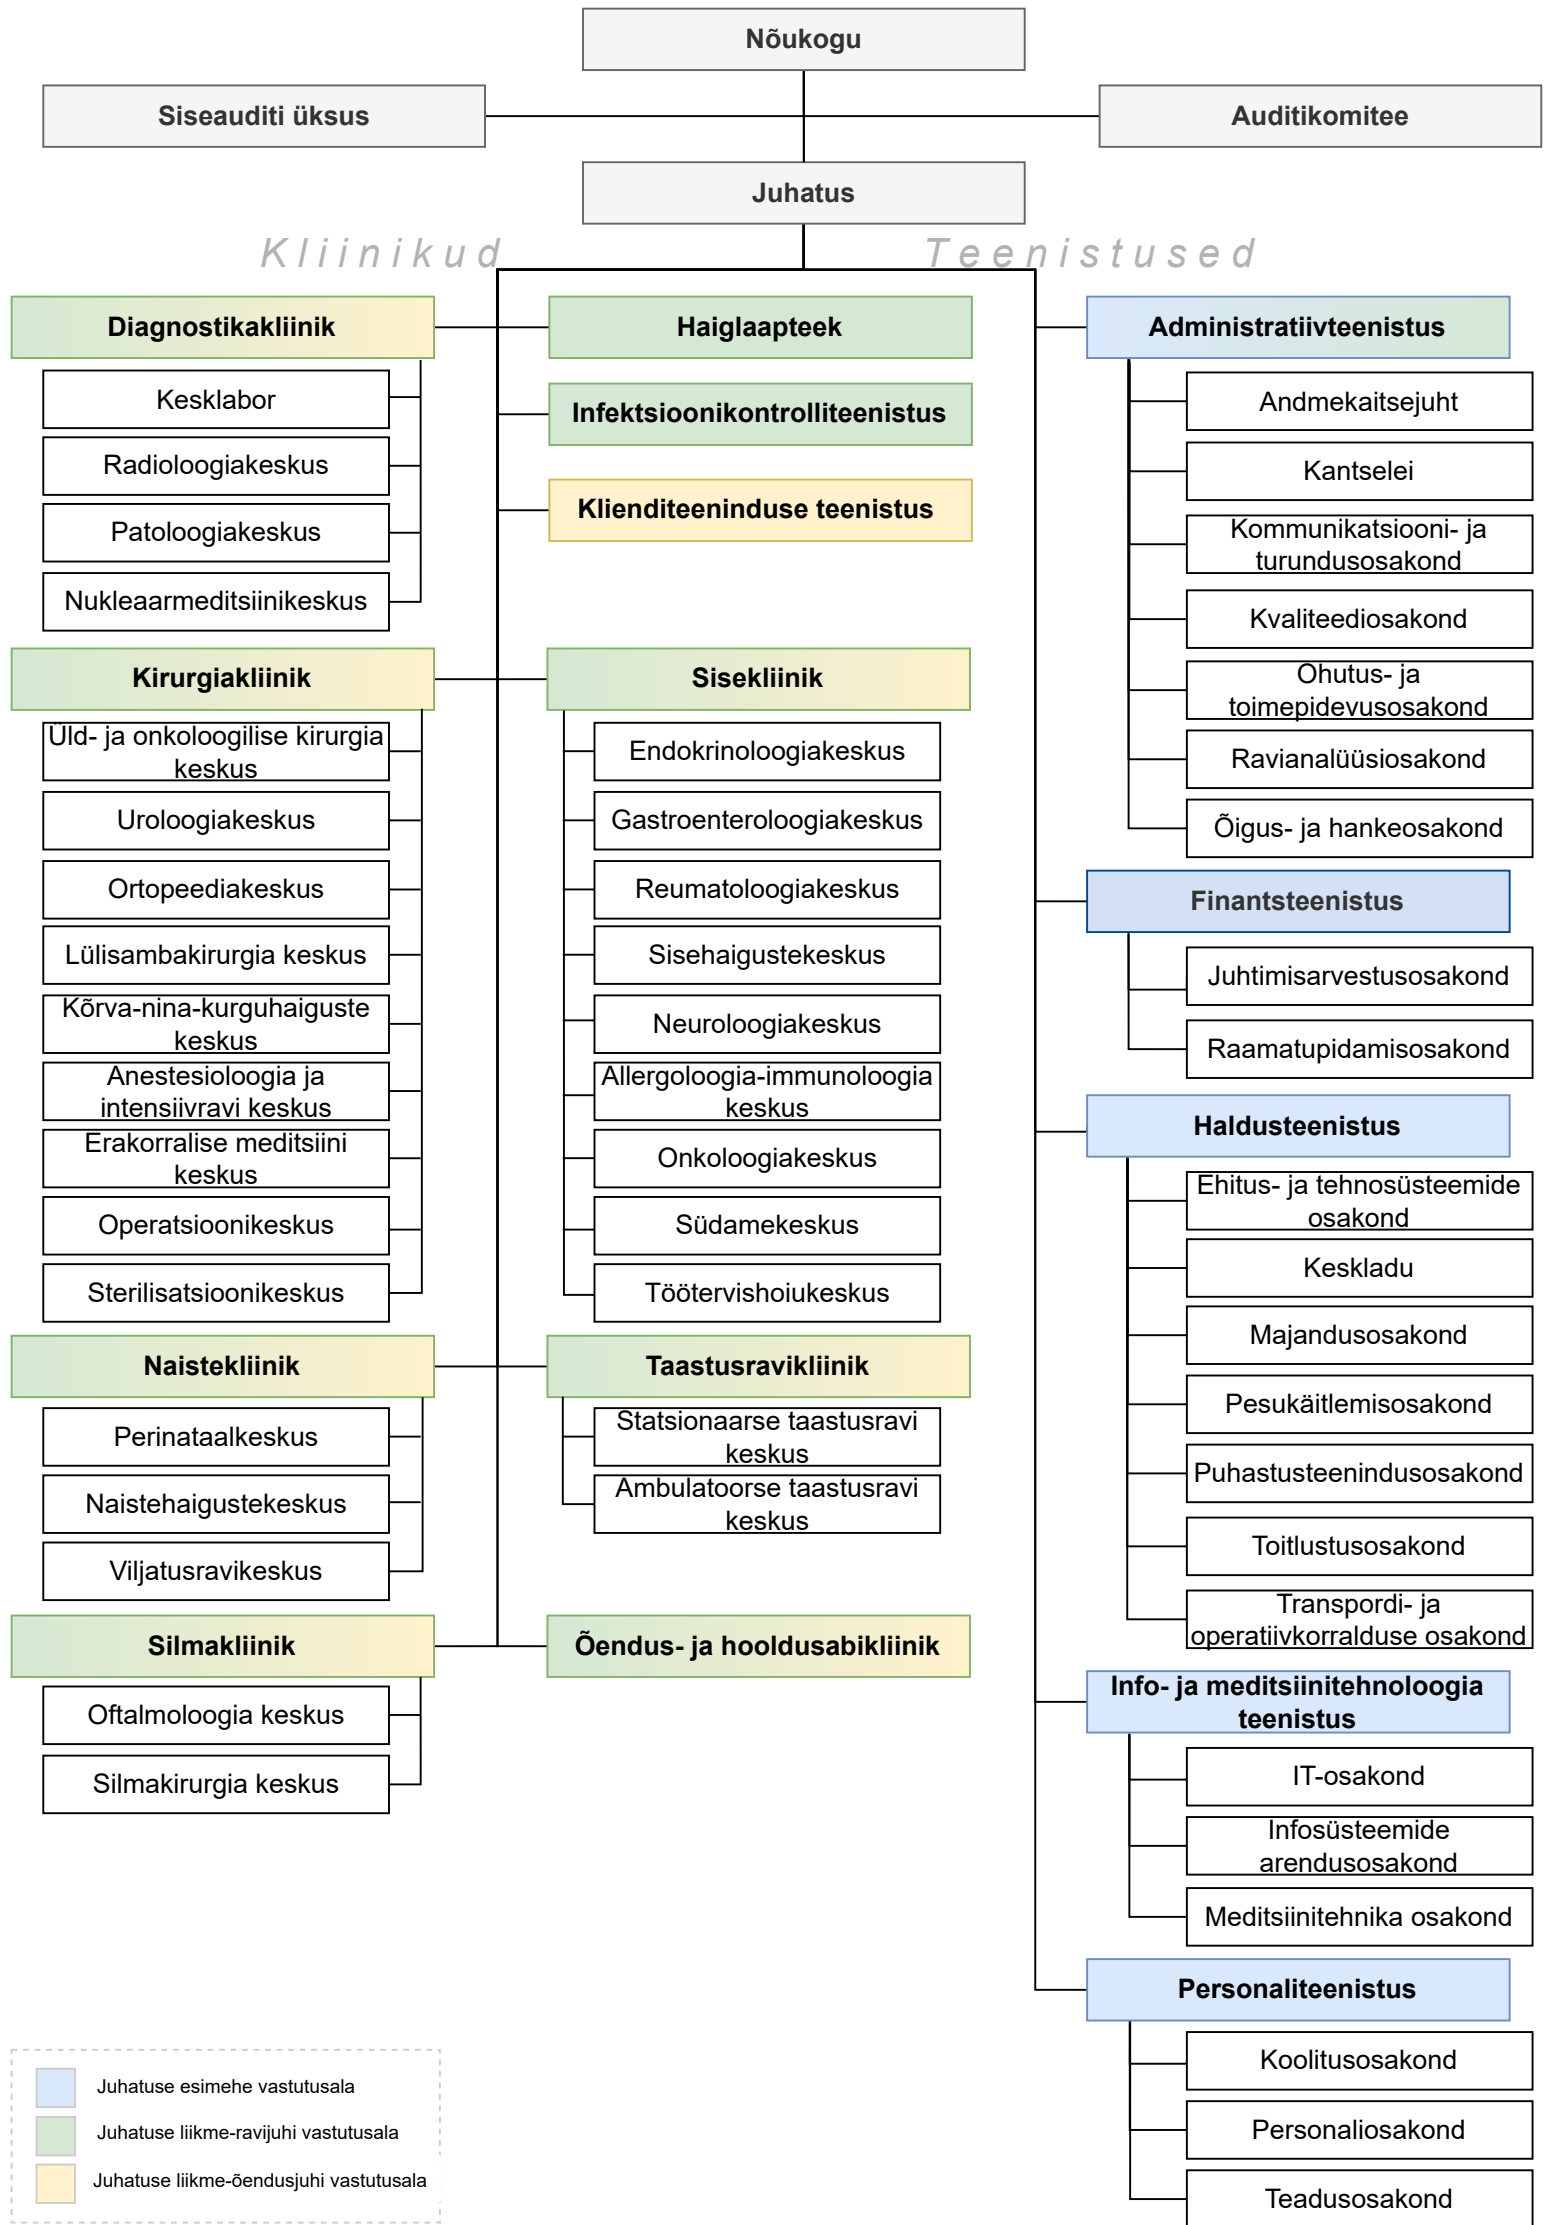 Nõukogu
Siseauditi üksus
Auditikomitee
Juhatus
Kliinikud
Teenistused
Diagnostikakliinik
Kesklabor
Radioloogiakeskus
Patoloogiakeskus
Nukleaarmeditsiinikeskus
Kirurgiakliinik
Üld- ja onkoloogilise kirurgia
keskus
Uroloogiakeskus
Ortopeediakeskus
Lülisambakirurgia keskus
Kõrva-nina-kurguhaiguste
keskus
Anestesioloogia ja
intensiivravi keskus
Erakorralise meditsiini
keskus
Operatsioonikeskus
Sterilisatsioonikeskus
Naistekliinik
Perinataalkeskus
Naistehaigustekeskus
Viljatusravikeskus
Silmakliinik
Oftalmoloogia keskus
Silmakirurgia keskus
Haiglaapteek
Infektsioonikontrolliteenistus
Klienditeeninduse teenistus
Sisekliinik
Endokrinoloogiakeskus
Gastroenteroloogiakeskus
Reumatoloogiakeskus
Sisehaigustekeskus
Neuroloogiakeskus
Allergoloogia-immunoloogia
keskus
Onkoloogiakeskus
Südamekeskus
Töötervishoiukeskus
Taastusravikliinik
Statsionaarse taastusravi
keskus
Ambulatoorse taastusravi
keskus
Õendus- ja hooldusabikliinik
Administratiivteenistus
Andmekaitsejuht
Kantselei
Kommunikatsiooni- ja
turundusosakond
Kvaliteediosakond
Ohutus- ja
toimepidevusosakond
Ravianalüüsiosakond
Õigus- ja hankeosakond
Finantsteenistus
Juhtimisarvestusosakond
Raamatupidamisosakond
Haldusteenistus
Ehitus- ja tehnosüsteemide
osakond
Keskladu
Majandusosakond
Pesukäitlemisosakond
Puhastusteenindusosakond
Toitlustusosakond
Transpordi- ja
operatiivkorralduse osakond
Info- ja meditsiinitehnoloogia
teenistus
IT-osakond
Infosüsteemide
arendusosakond
Meditsiinitehnika osakond
Personaliteenistus
Koolitusosakond
Personaliosakond
Teadusosakond
Juhatuse esimehe vastutusala
Juhatuse liikme-ravijuhi vastutusala
Juhatuse liikme-õendusjuhi vastutusala